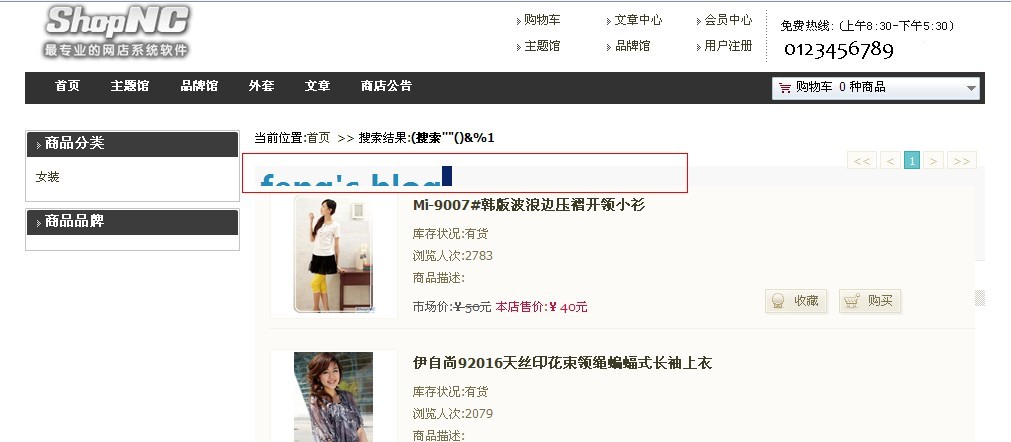 ShopNC
最专业的网店系统软件
购物车 文章中心 会员中心
主题馆 品牌馆 用户注册
免费热线: (上午8:30-下午5:30)
0123456789
首页 主题馆 品牌馆 外套 文章 商店公告
购物车 0 种商品
商品分类
女装
商品品牌
当前位置:首页 >> 搜索结果:(搜索""()&%1
<< < 1 > >>
feng's blog
Mi-9007#韩版波浪边压褶开领小衫
库存状况:有货
浏览人次:2783
商品描述:
市场价:¥ 50元 本店售价:¥ 40元
收藏 购买
伊自尚92016天丝印花束领绳蝙蝠式长袖上衣
库存状况:有货
浏览人次:2079
商品描述: